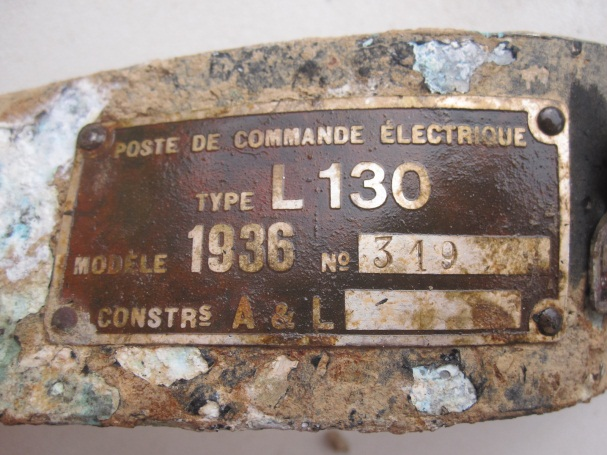 POSTE DE COMMANDE ÉLECTRIQUE
TYPE L 130
MODÈLE 1936 Nº 319
CONSTRS A & L